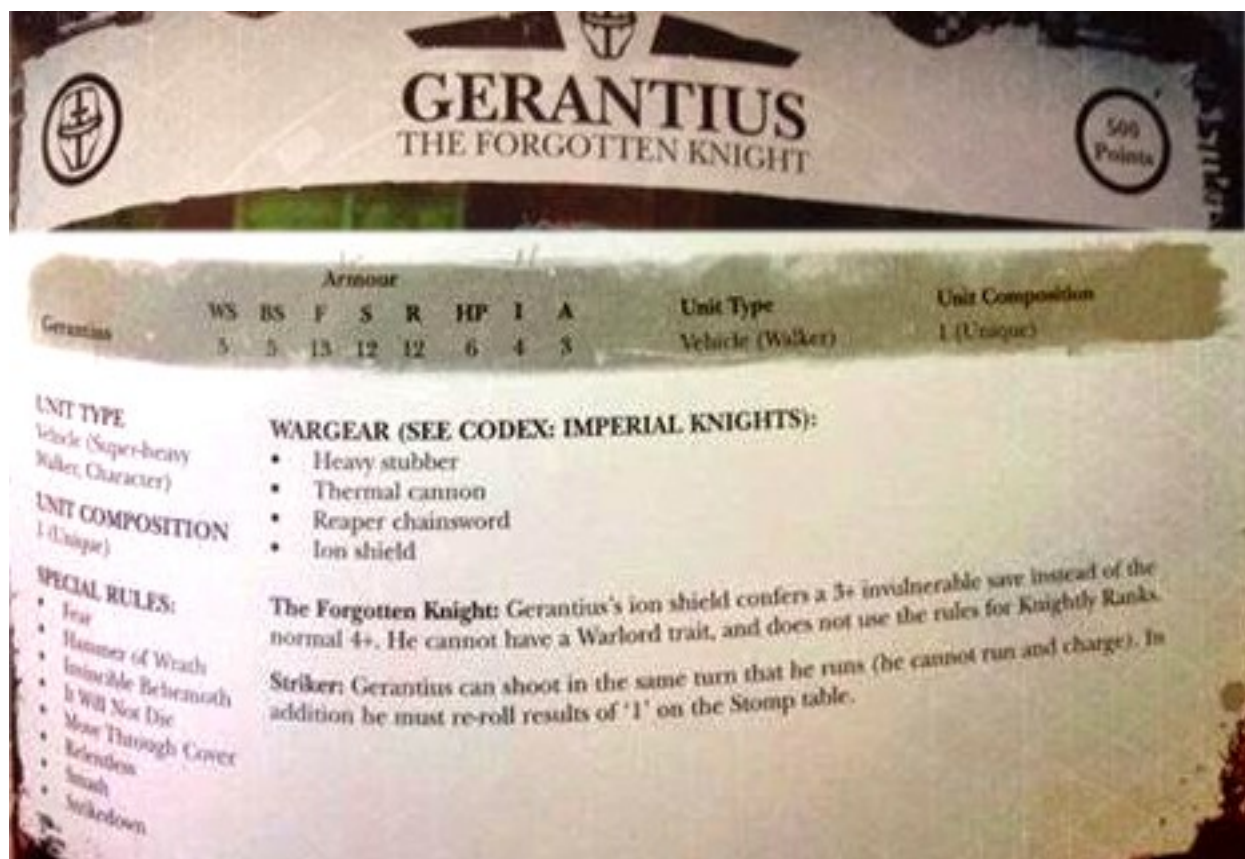 GERANTIUS
THE FORGOTTEN KNIGHT
500
Points
Armour
WS BS F S R HP I A Unit Type Unit Composition
Gerantius 5 5 13 12 12 6 4 3 Vehicle (Walker) 1 (Unique)
UNIT TYPE
Vehicle (Super-heavy
Walker, Character)
UNIT COMPOSITION
1 (Unique)
SPECIAL RULES:
• Fear
• Hammer of Wrath
• Invincible Behemoth
• It Will Not Die
• Move Through Cover
• Relentless
• Smash
• Strikedown
WARGEAR (SEE CODEX: IMPERIAL KNIGHTS):
• Heavy stubber
• Thermal cannon
• Reaper chainsword
• Ion shield
The Forgotten Knight: Gerantius's ion shield confers a 3+ invulnerable save instead of the
normal 4+. He cannot have a Warlord trait, and does not use the rules for Knightly Ranks.
Striker: Gerantius can shoot in the same turn that he runs (he cannot run and charge). In
addition he must re-roll results of '1' on the Stomp table.